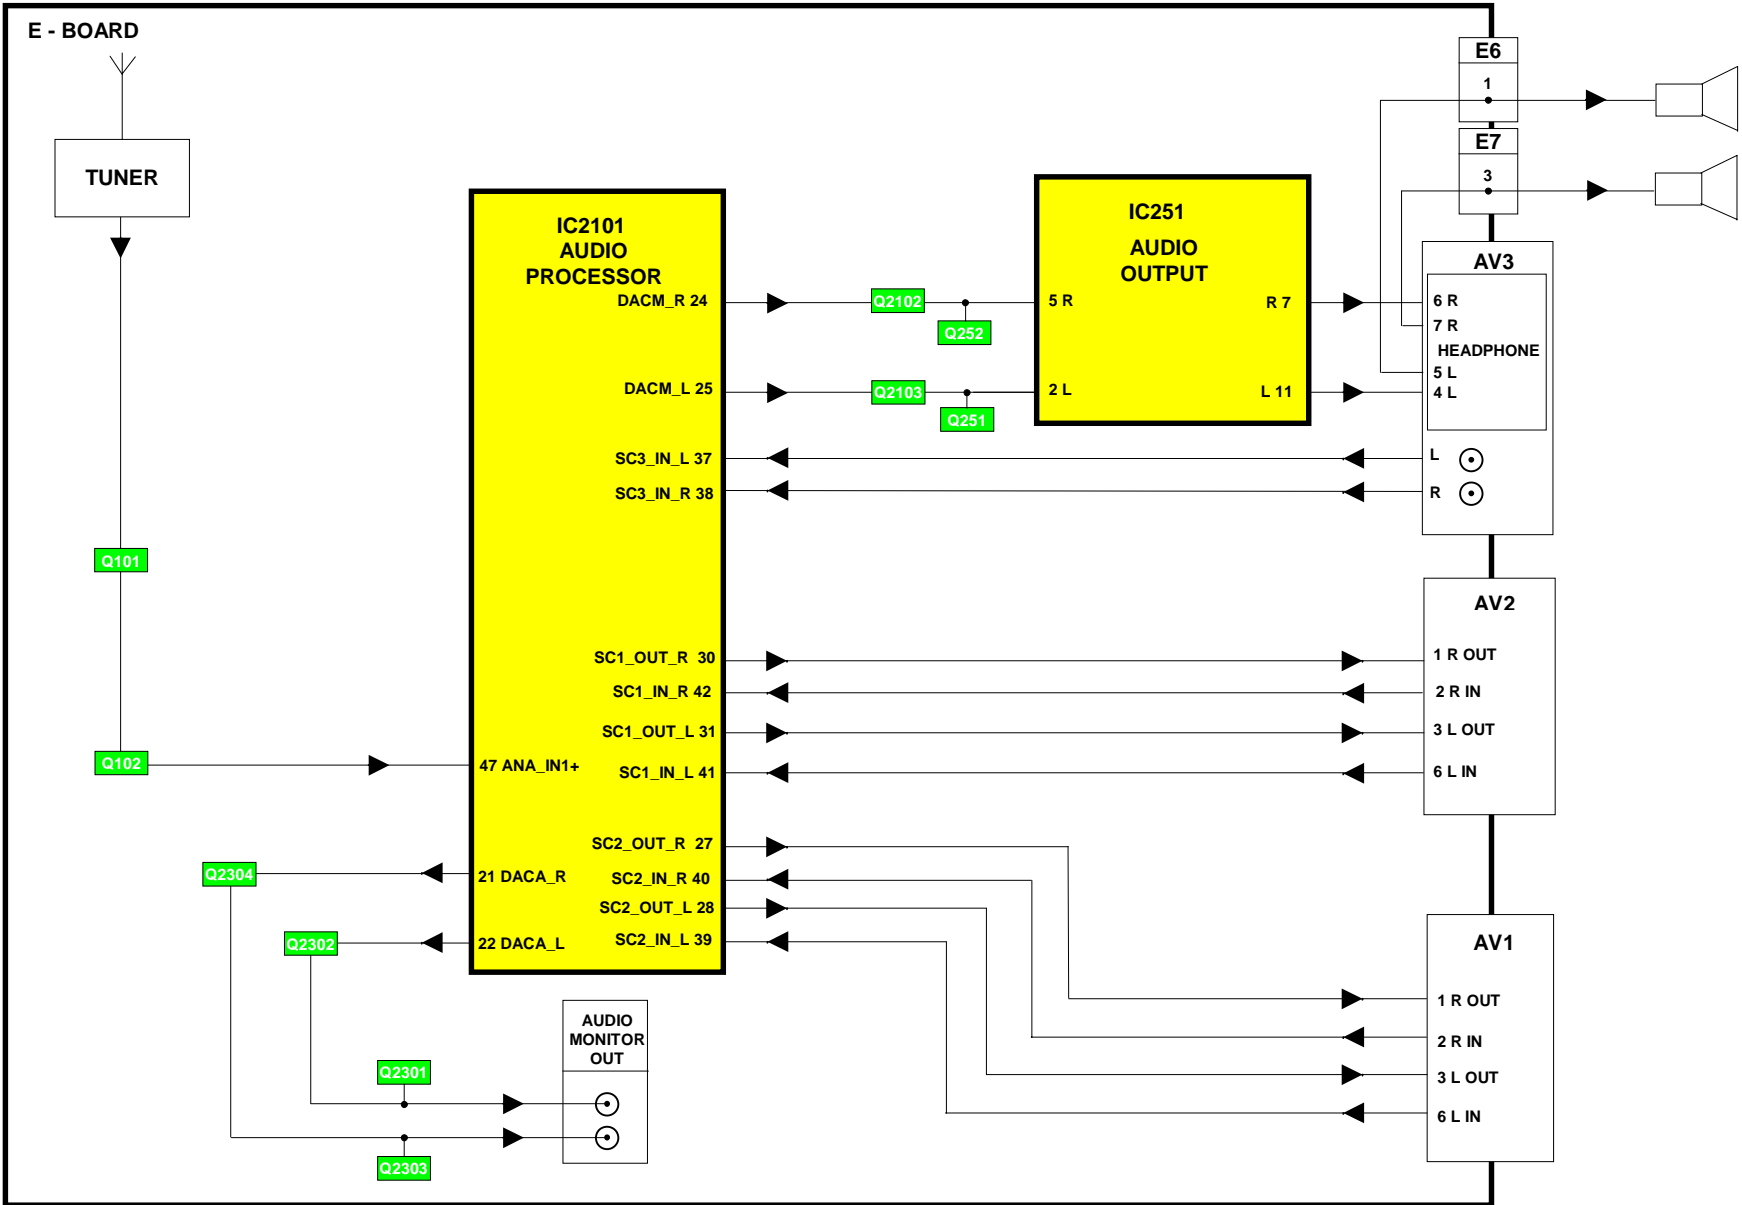 E - BOARD
TUNER
Q101
Q102
IC2101
AUDIO
PROCESSOR
DACM_R 24
DACM_L 25
SC3_IN_L 37
SC3_IN_R 38
SC1_OUT_R 30
SC1_IN_R 42
SC1_OUT_L 31
SC1_IN_L 41
47 ANA_IN1+
SC2_OUT_R 27
SC2_IN_R 40
SC2_OUT_L 28
SC2_IN_L 39
21 DACA_R
22 DACA_L
Q2304
Q2302
Q2301
Q2303
AUDIO
MONITOR
OUT
Q2102
Q252
Q2103
Q251
IC251
AUDIO
OUTPUT
5 R
R 7
2 L
L 11
E6
1
E7
3
AV3
6 R
7 R
HEADPHONE
5 L
4 L
L
R
AV2
1 R OUT
2 R IN
3 L OUT
6 L IN
AV1
1 R OUT
2 R IN
3 L OUT
6 L IN